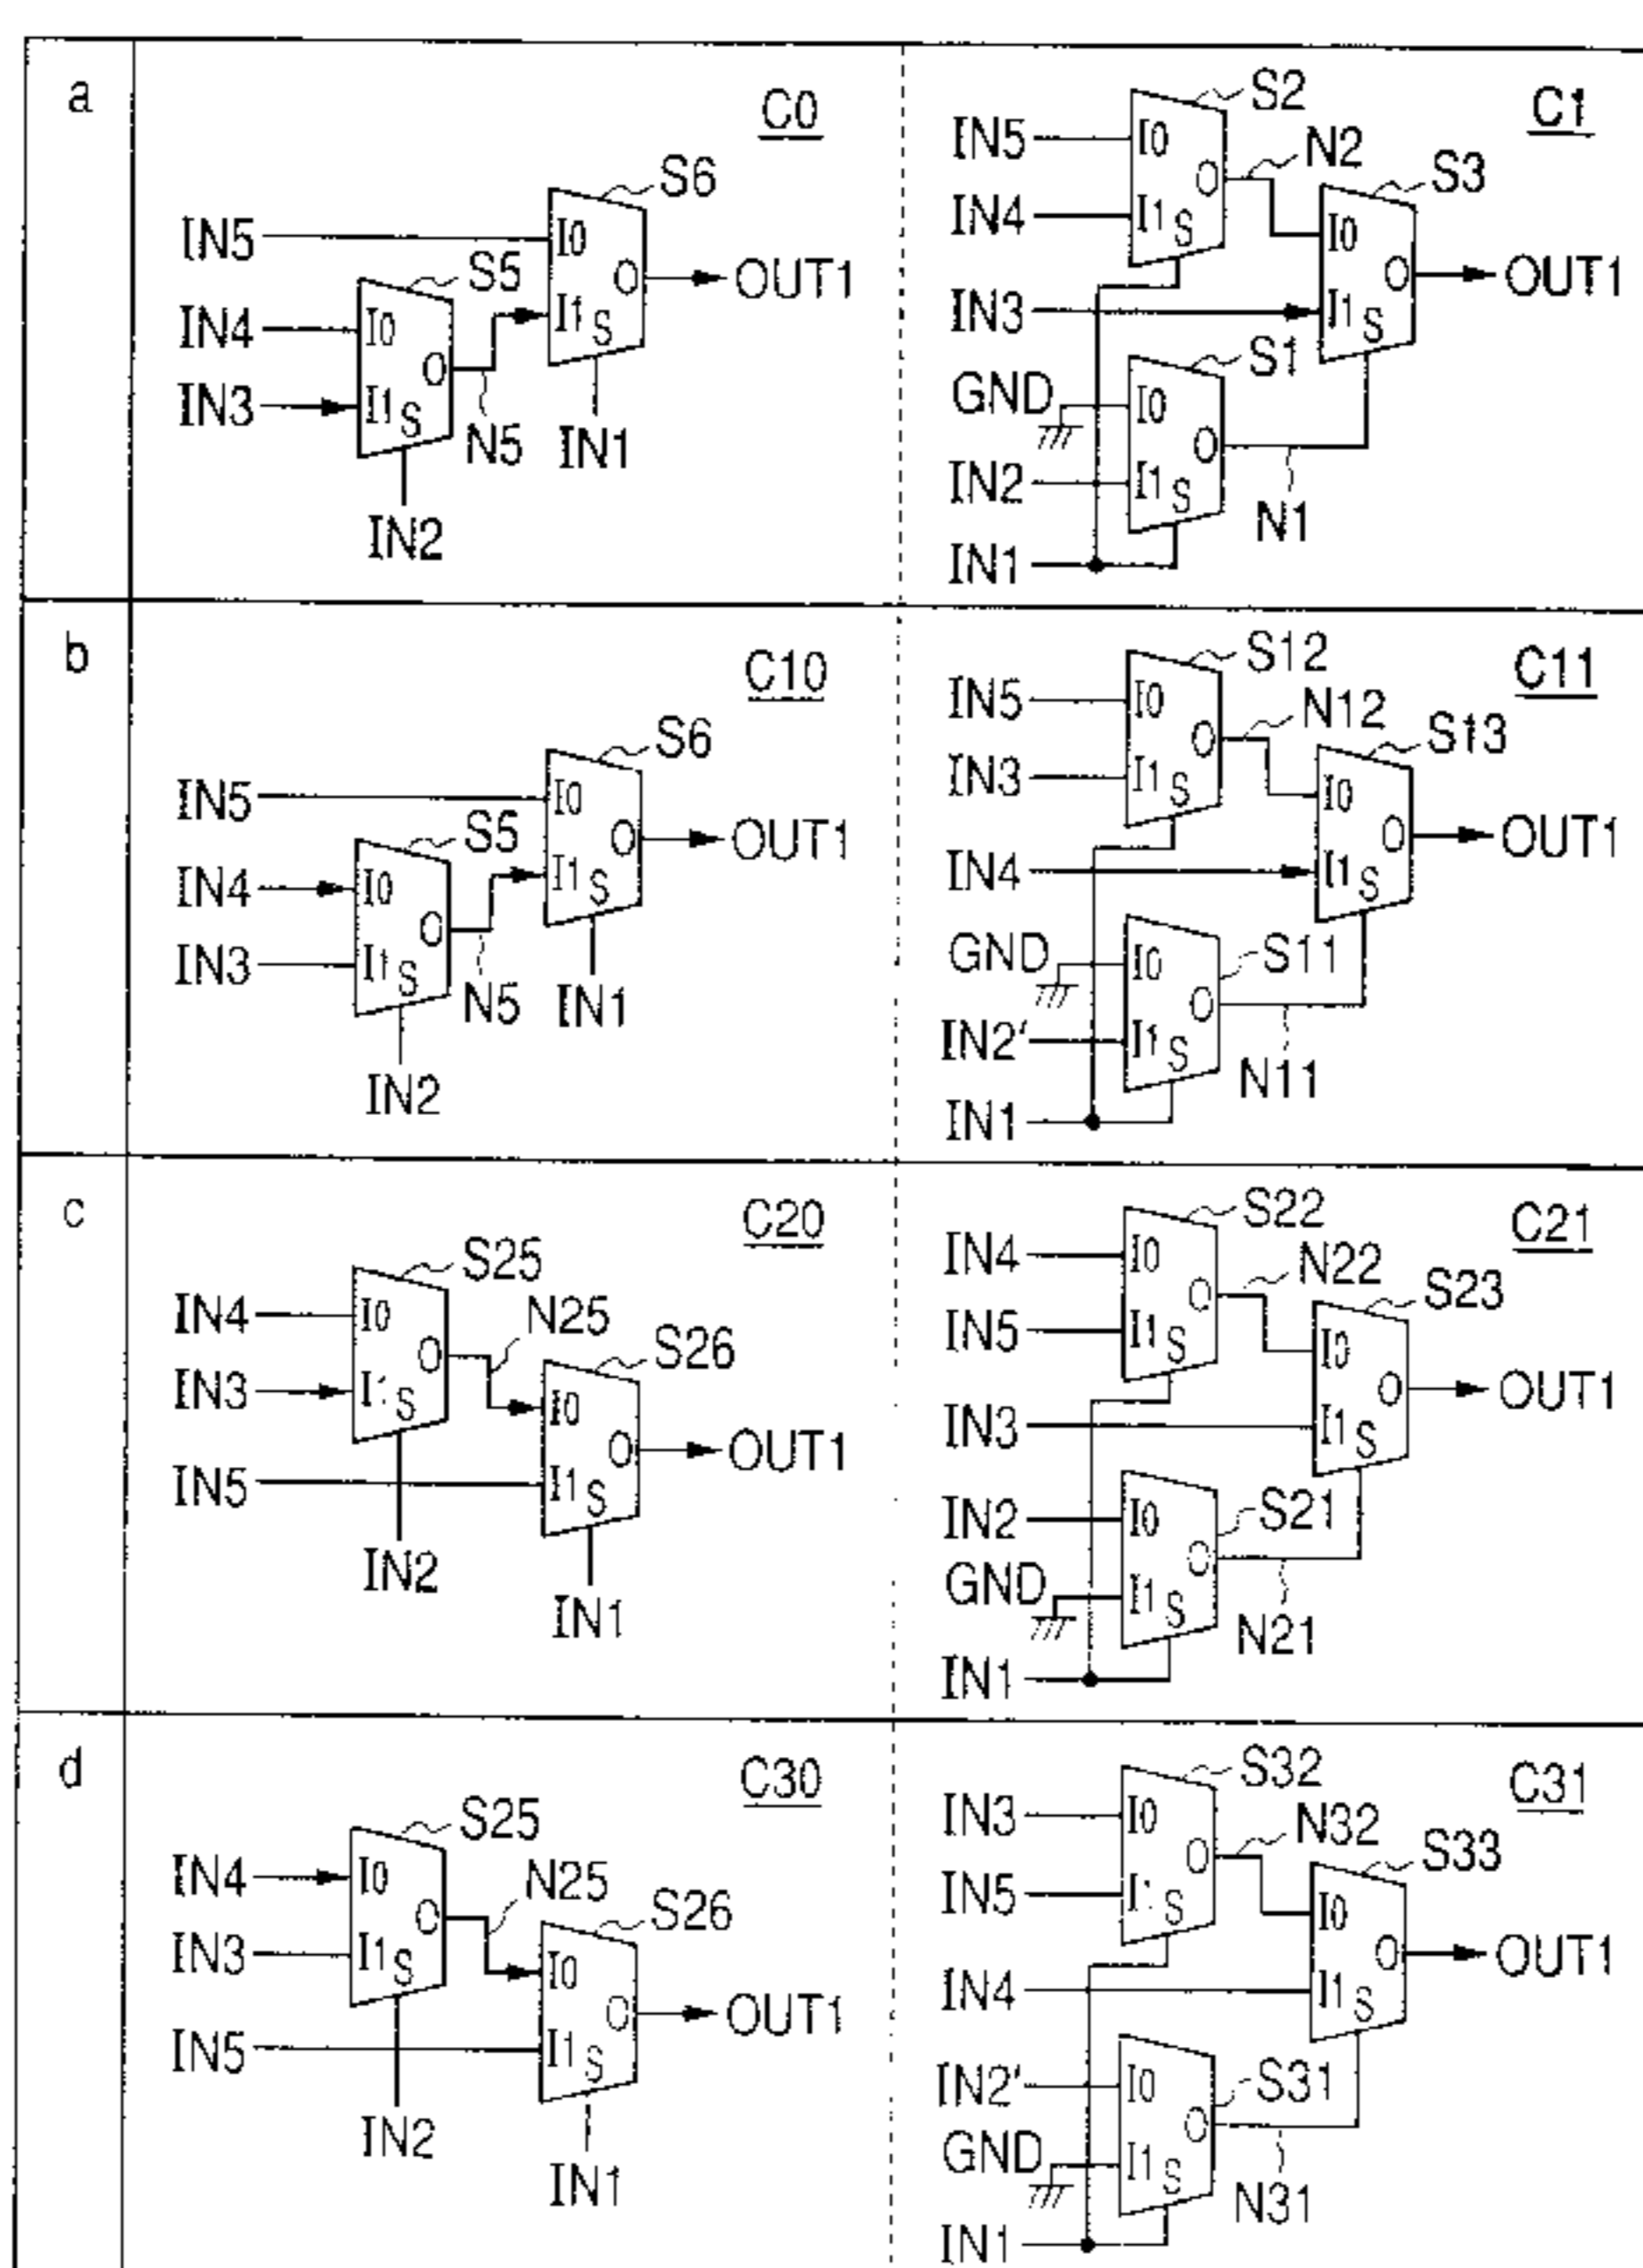 a
C0
S6
IN5
I0
O
OUT1
S5
IN4
I0
I1
S
O
IN3
I1
S
N5
IN1
IN2
C1
S2
IN5
I0
N2
O
S3
IN4
I1
S
I0
O
OUT1
IN3
I1
S
S1
GND
I0
O
IN2
I1
S
N1
IN1
b
C10
S6
IN5
I0
O
OUT1
S5
IN4
I0
I1
S
O
IN3
I1
S
N5
IN1
IN2
C11
S12
IN5
I0
N12
O
S13
IN3
I1
S
I0
O
OUT1
IN4
I1
S
GND
I0
S11
O
IN2'
I1
S
N11
IN1
c
C20
S25
IN4
I0
N25
O
S26
IN3
I1
S
I0
O
OUT1
IN5
I1
S
IN2
IN1
C21
S22
IN4
I0
N22
O
S23
IN5
I1
S
I0
O
OUT1
IN3
I1
S
IN2
I0
S21
O
GND
I1
S
N21
IN1
d
C30
S25
IN4
I0
N25
O
S26
IN3
I1
S
I0
O
OUT1
IN5
I1
S
IN2
IN1
C31
S32
IN3
I0
N32
O
S33
IN5
I1
S
I0
O
OUT1
IN4
I1
S
IN2'
I0
S31
O
GND
I1
S
N31
IN1